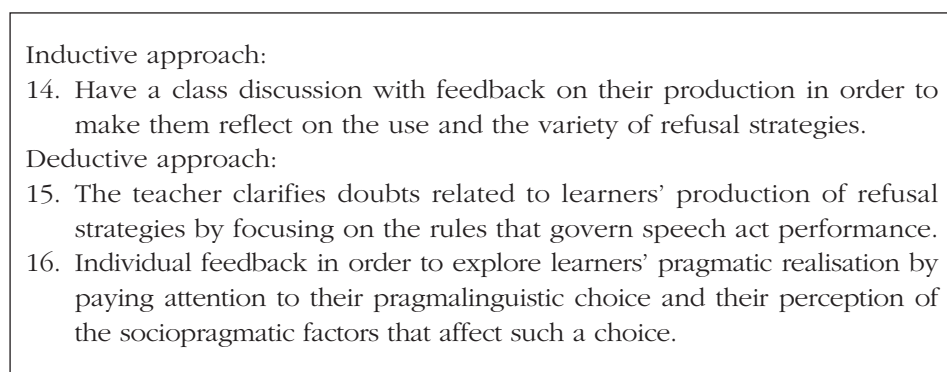 Inductive approach:
14. Have a class discussion with feedback on their production in order to
make them reflect on the use and the variety of refusal strategies.
Deductive approach:
15. The teacher clarifies doubts related to learners' production of refusal
strategies by focusing on the rules that govern speech act performance.
16. Individual feedback in order to explore learners' pragmatic realisation by
paying attention to their pragmalinguistic choice and their perception of
the sociopragmatic factors that affect such a choice.